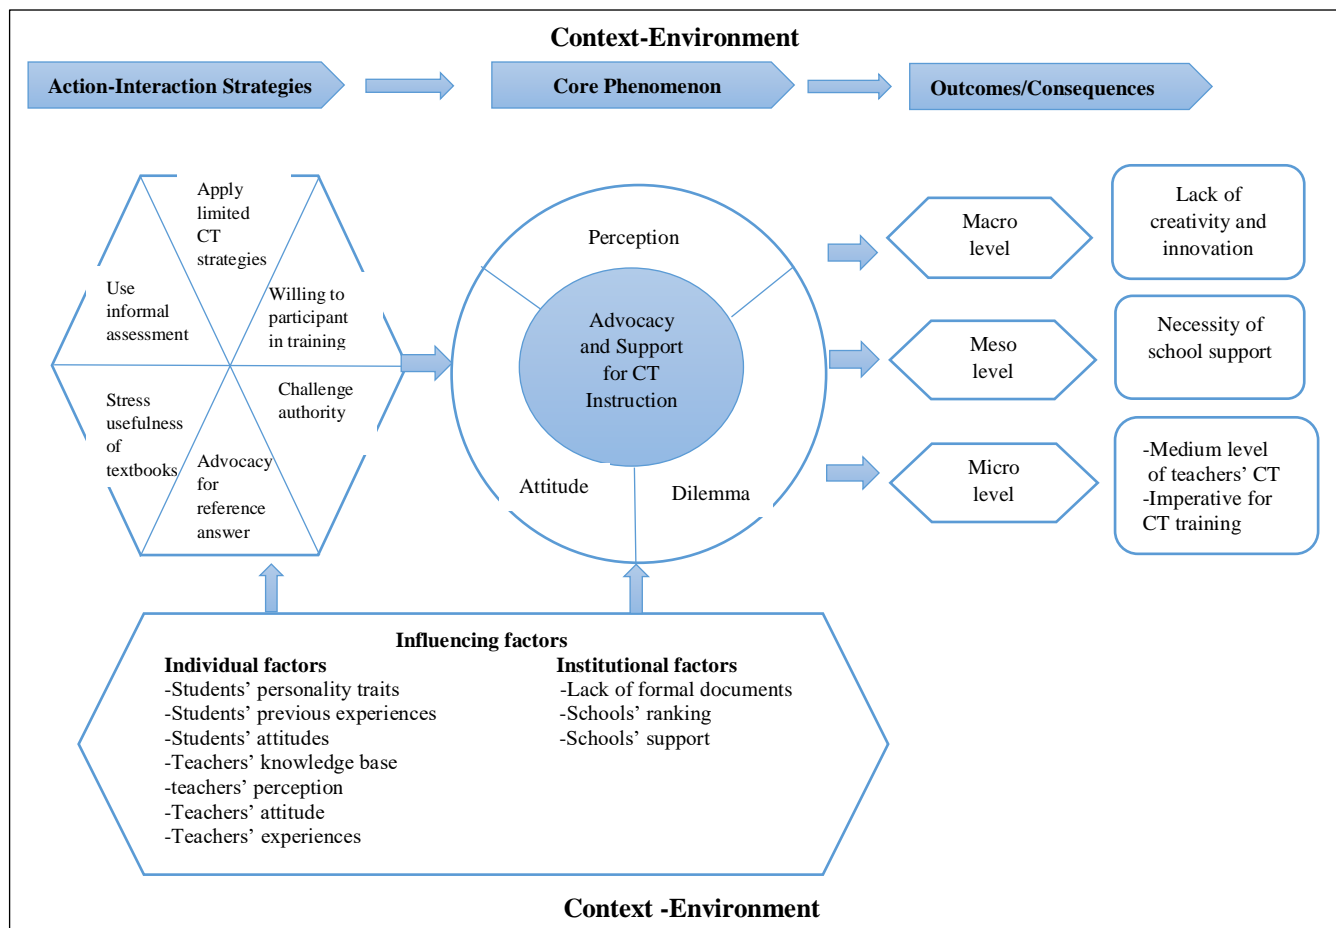 Context-Environment
Action-Interaction Strategies
Core Phenomenon
Outcomes/Consequences
Apply
limited
CT
strategies
Use
informal
assessment
Willing to
participant
in training
Stress
usefulness
of
textbooks
Challenge
authority
Advocacy
for
reference
answer
Perception
Advocacy
and Support
for CT
Instruction
Attitude
Dilemma
Macro
level
Lack of
creativity and
innovation
Meso
level
Necessity of
school support
Micro
level
-Medium level
of teachers’ CT
-Imperative for
CT training
Influencing factors
Individual factors
-Students’ personality traits
-Students’ previous experiences
-Students’ attitudes
-Teachers’ knowledge base
-teachers’ perception
-Teachers’ attitude
-Teachers’ experiences
Institutional factors
-Lack of formal documents
-Schools’ ranking
-Schools’ support
Context -Environment